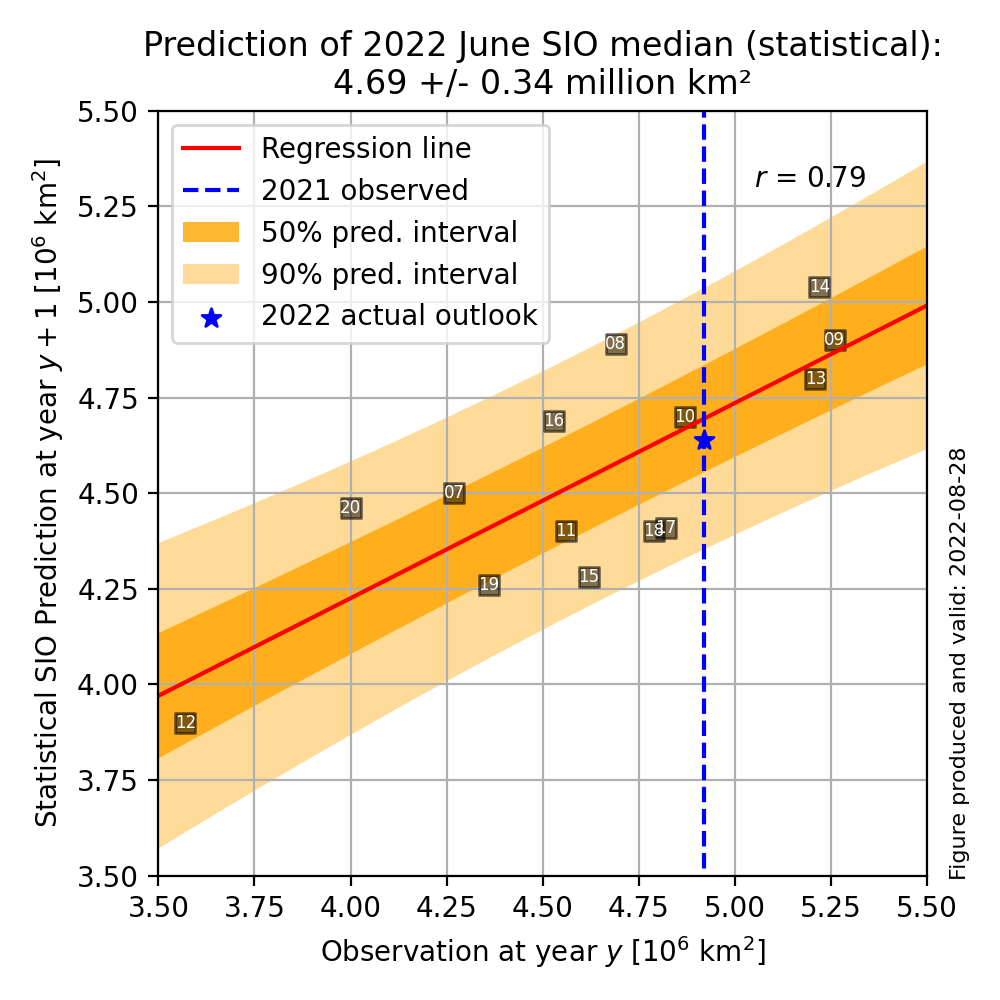 Prediction of 2022 June SIO median (statistical):
4.69 +/- 0.34 million km²
Statistical SIO Prediction at year y + 1 [10⁶ km²]
5.50
5.25
5.00
4.75
4.50
4.25
4.00
3.75
3.50
Regression line
2021 observed
50% pred. interval
90% pred. interval
2022 actual outlook
r = 0.79
14
09
08
13
10
16
07
20
11
18
17
15
19
12
3.50 3.75 4.00 4.25 4.50 4.75 5.00 5.25 5.50
Observation at year y [10⁶ km²]
Figure produced and valid: 2022-08-28